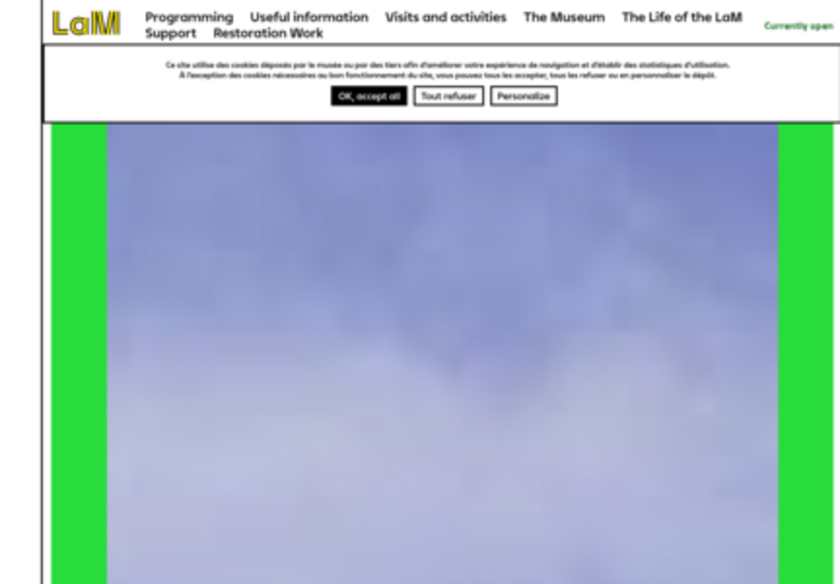 LaM
Programming Useful information Visits and activities The Museum The Life of the LaM
Support Restoration Work
Currently open
Ce site utilise des cookies déposés par le musée ou par des tiers afin d'améliorer votre expérience de navigation et d'établir des statistiques d'utilisation.
À l'exception des cookies nécessaires au bon fonctionnement du site, vous pouvez tous les accepter, tous les refuser ou en personnaliser le dépôt.
OK, accept all Tout refuser Personalize